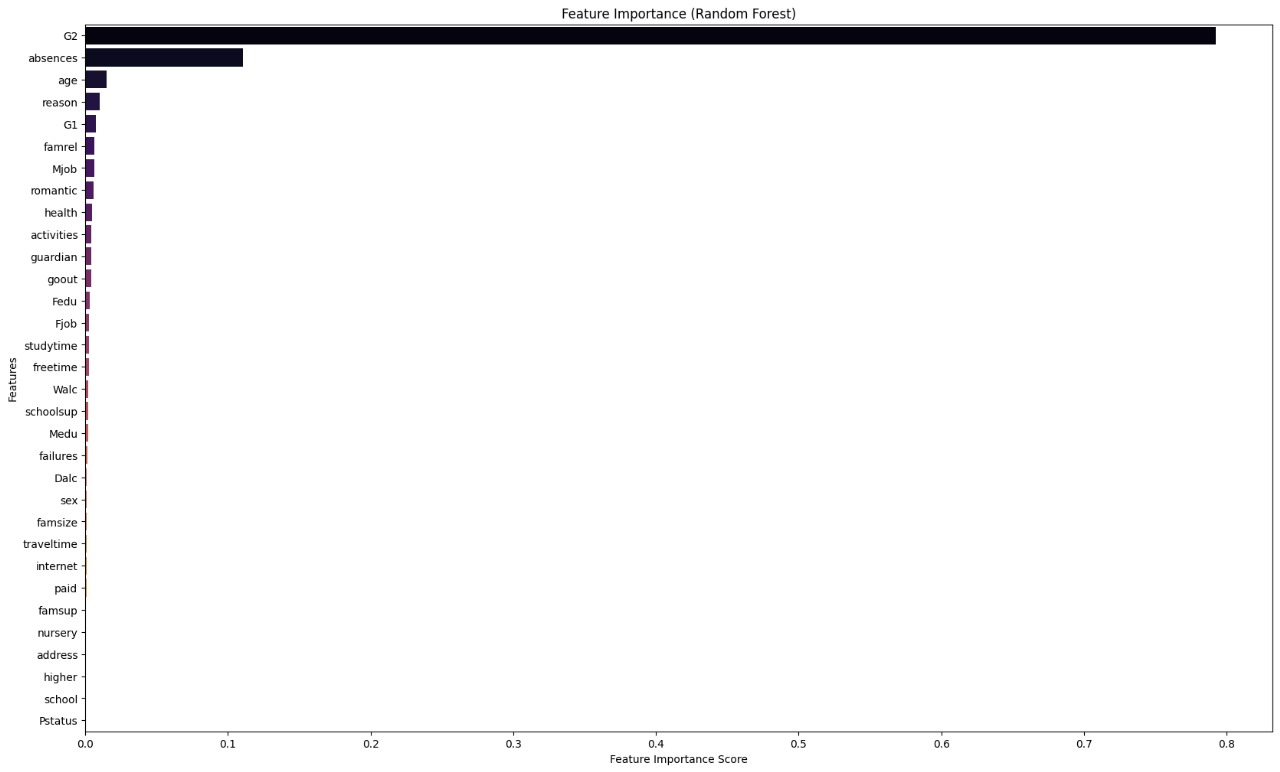 Feature Importance (Random Forest)
G2
absences
age
reason
G1
famrel
Mjob
romantic
health
activities
guardian
goout
Fedu
Fjob
studytime
freetime
Walc
schoolsup
Medu
failures
Dalc
sex
famsize
traveltime
internet
paid
famsup
nursery
address
higher
school
Pstatus
Features
0.0 0.1 0.2 0.3 0.4 0.5 0.6 0.7 0.8
Feature Importance Score